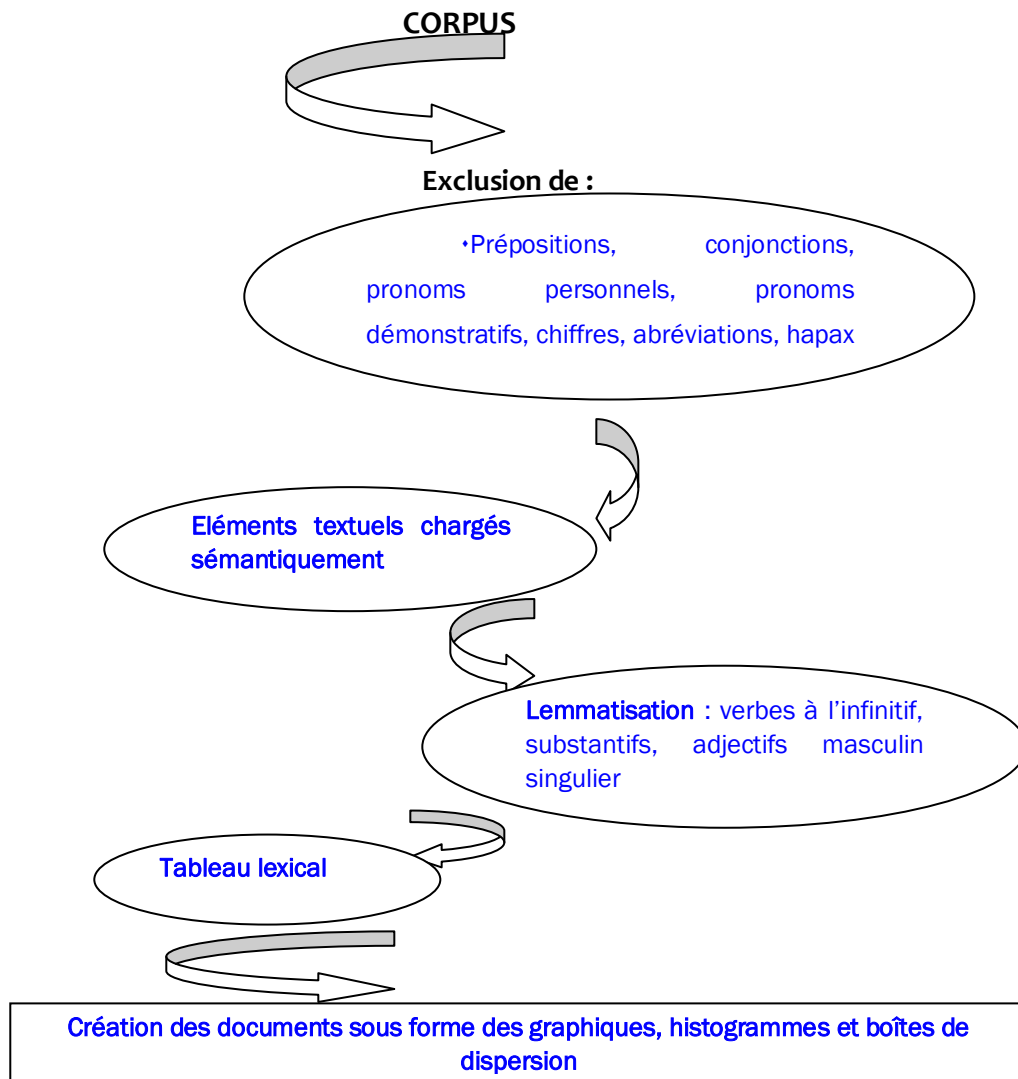 CORPUS
Exclusion de :
•Prépositions, conjonctions,
pronoms personnels, pronoms
démonstratifs, chiffres, abréviations, hapax
Eléments textuels chargés
sémantiquement
Lemmatisation : verbes à l’infinitif,
substantifs, adjectifs masculin
singulier
Tableau lexical
Création des documents sous forme des graphiques, histogrammes et boîtes de
dispersion